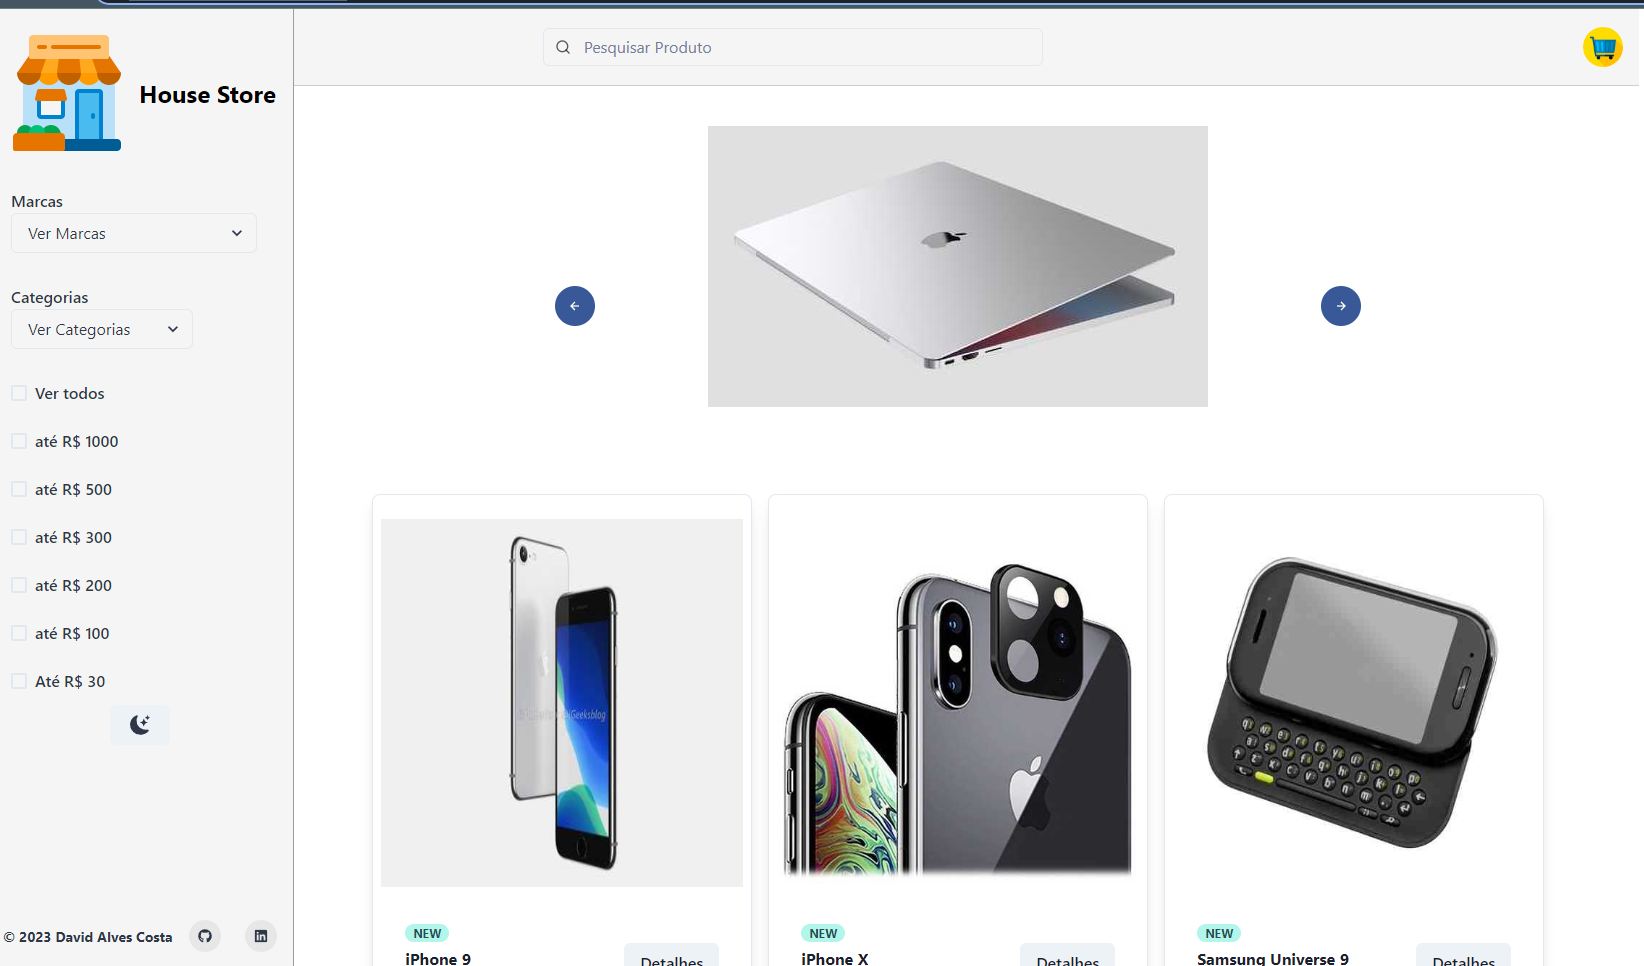 House Store
Pesquisar Produto
Marcas
Ver Marcas
Categorias
Ver Categorias
Ver todos
até R$ 1000
até R$ 500
até R$ 300
até R$ 200
até R$ 100
Até R$ 30
© 2023 David Alves Costa
NEW
iPhone 9
Detalhes
NEW
iPhone X
Detalhes
NEW
Samsung Universe 9
Detalhes